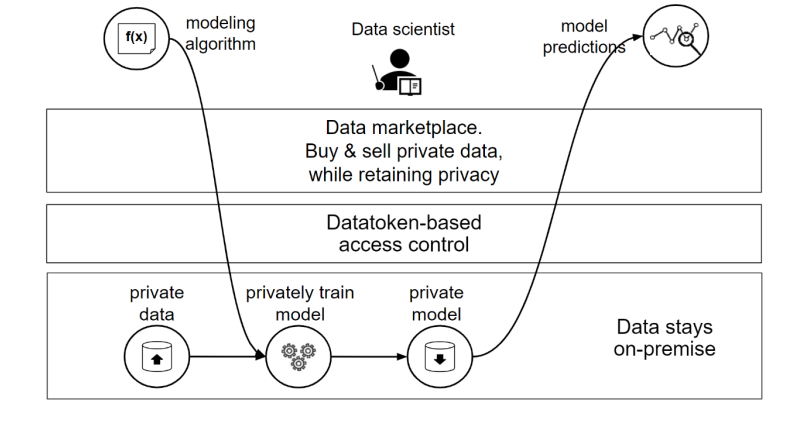 f(x)
modeling
algorithm
Data scientist
model
predictions
Data marketplace.
Buy & sell private data,
while retaining privacy
Datatoken-based
access control
private
data
privately train
model
private
model
Data stays
on-premise